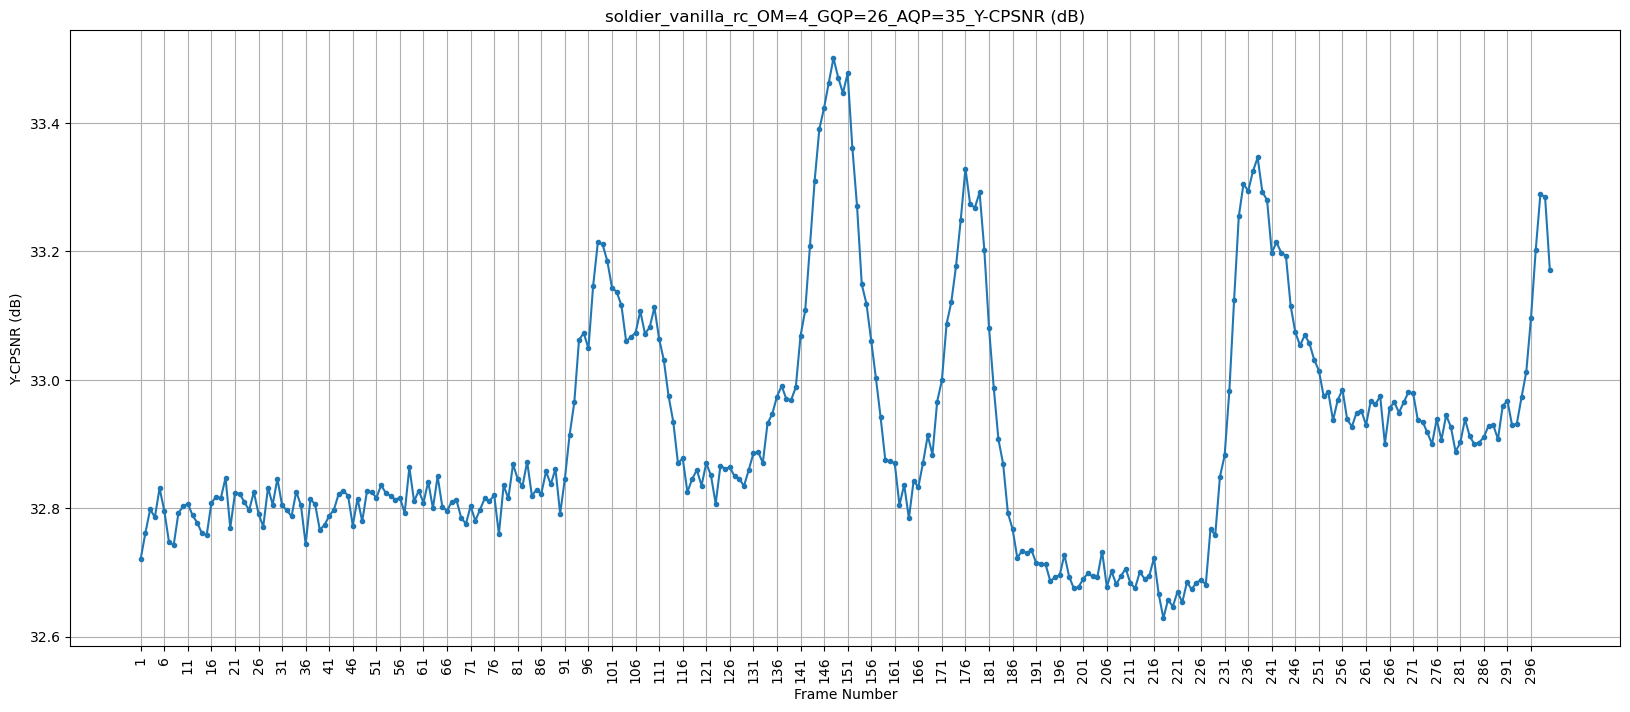 soldier_vanilla_rc_OM=4_GQP=26_AQP=35_Y-CPSNR (dB)
Y-CPSNR (dB)
33.4
33.2
33.0
32.8
32.6
1 6 11 16 21 26 31 36 41 46 51 56 61 66 71 76 81 86 91 96 101 106 111 116 121 126 131 136 141 146 151 156 161 166 171 176 181 186 191 196 201 206 211 216 221 226 231 236 241 246 251 256 261 266 271 276 281 286 291 296
Frame Number